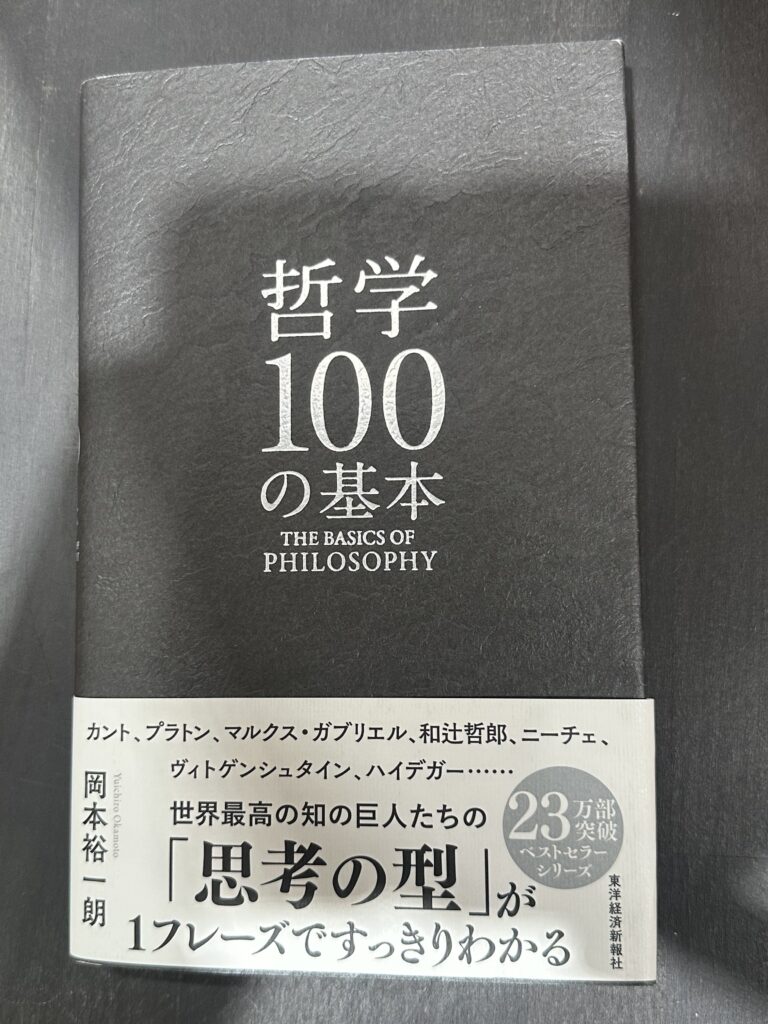 哲学
100
の基本
THE BASICS OF
PHILOSOPHY
カント、プラトン、マルクス・ガブリエル、和辻哲郎、ニーチェ、
ヴィトゲンシュタイン、ハイデガー……
世界最高の知の巨人たちの
「思考の型」が
1フレーズですっきりわかる
岡本裕一朗
Yuichiro Okamoto
23万部
突破
ベストセラー
シリーズ
東洋経済新報社